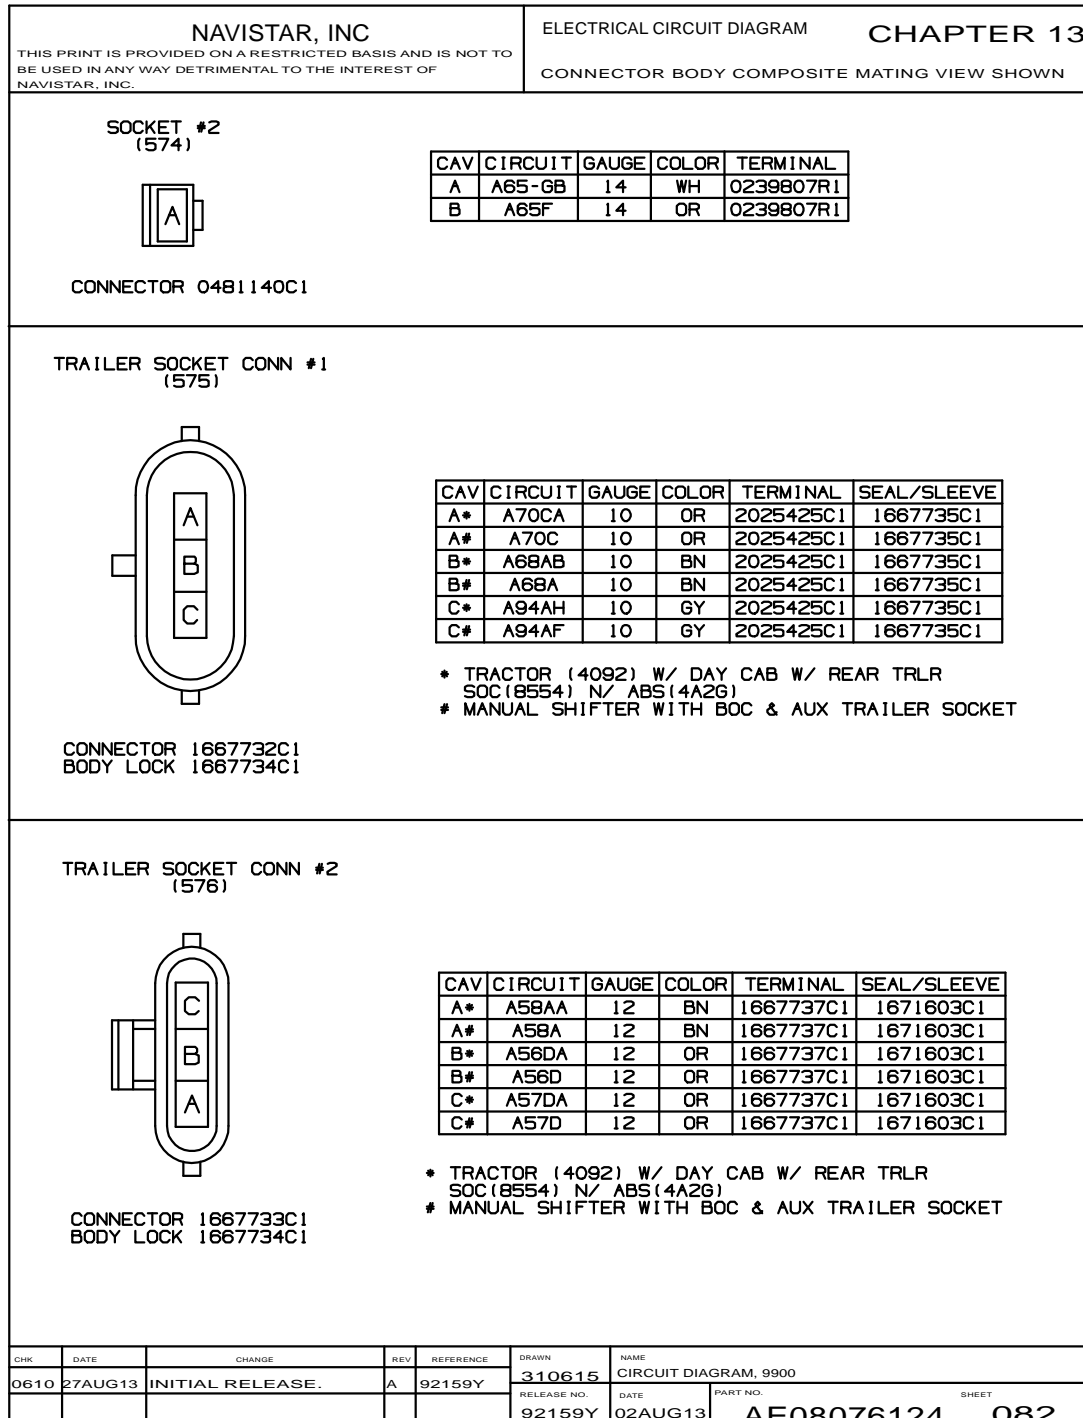 NAVISTAR, INC
THIS PRINT IS PROVIDED ON A RESTRICTED BASIS AND IS NOT TO
BE USED IN ANY WAY DETRIMENTAL TO THE INTEREST OF
NAVISTAR, INC.
ELECTRICAL CIRCUIT DIAGRAM CHAPTER 13
CONNECTOR BODY COMPOSITE MATING VIEW SHOWN
SOCKET #2
(574)
A
CONNECTOR 0481140C1
CAV CIRCUIT GAUGE COLOR TERMINAL
A A65-GB 14 WH 0239807R1
B A65F 14 OR 0239807R1
TRAILER SOCKET CONN #1
(575)
A
B
C
CONNECTOR 1667732C1
BODY LOCK 1667734C1
CAV CIRCUIT GAUGE COLOR TERMINAL SEAL/SLEEVE
A* A70CA 10 OR 2025425C1 1667735C1
A# A70C 10 OR 2025425C1 1667735C1
B* A68AB 10 BN 2025425C1 1667735C1
B# A68A 10 BN 2025425C1 1667735C1
C* A94AH 10 GY 2025425C1 1667735C1
C# A94AF 10 GY 2025425C1 1667735C1
* TRACTOR (4092) W/ DAY CAB W/ REAR TRLR
SOC(8554) N/ ABS(4A2G)
# MANUAL SHIFTER WITH BOC & AUX TRAILER SOCKET
TRAILER SOCKET CONN #2
(576)
C
B
A
CONNECTOR 1667733C1
BODY LOCK 1667734C1
CAV CIRCUIT GAUGE COLOR TERMINAL SEAL/SLEEVE
A* A58AA 12 BN 1667737C1 1671603C1
A# A58A 12 BN 1667737C1 1671603C1
B* A56DA 12 OR 1667737C1 1671603C1
B# A56D 12 OR 1667737C1 1671603C1
C* A57DA 12 OR 1667737C1 1671603C1
C# A57D 12 OR 1667737C1 1671603C1
* TRACTOR (4092) W/ DAY CAB W/ REAR TRLR
SOC(8554) N/ ABS(4A2G)
# MANUAL SHIFTER WITH BOC & AUX TRAILER SOCKET
CHK DATE CHANGE REV REFERENCE
0610 27AUG13 INITIAL RELEASE. A 92159Y
DRAWN
310615
NAME
CIRCUIT DIAGRAM, 9900
RELEASE NO.
92159Y
DATE
02AUG13
PART NO.
AE08076124
SHEET
082